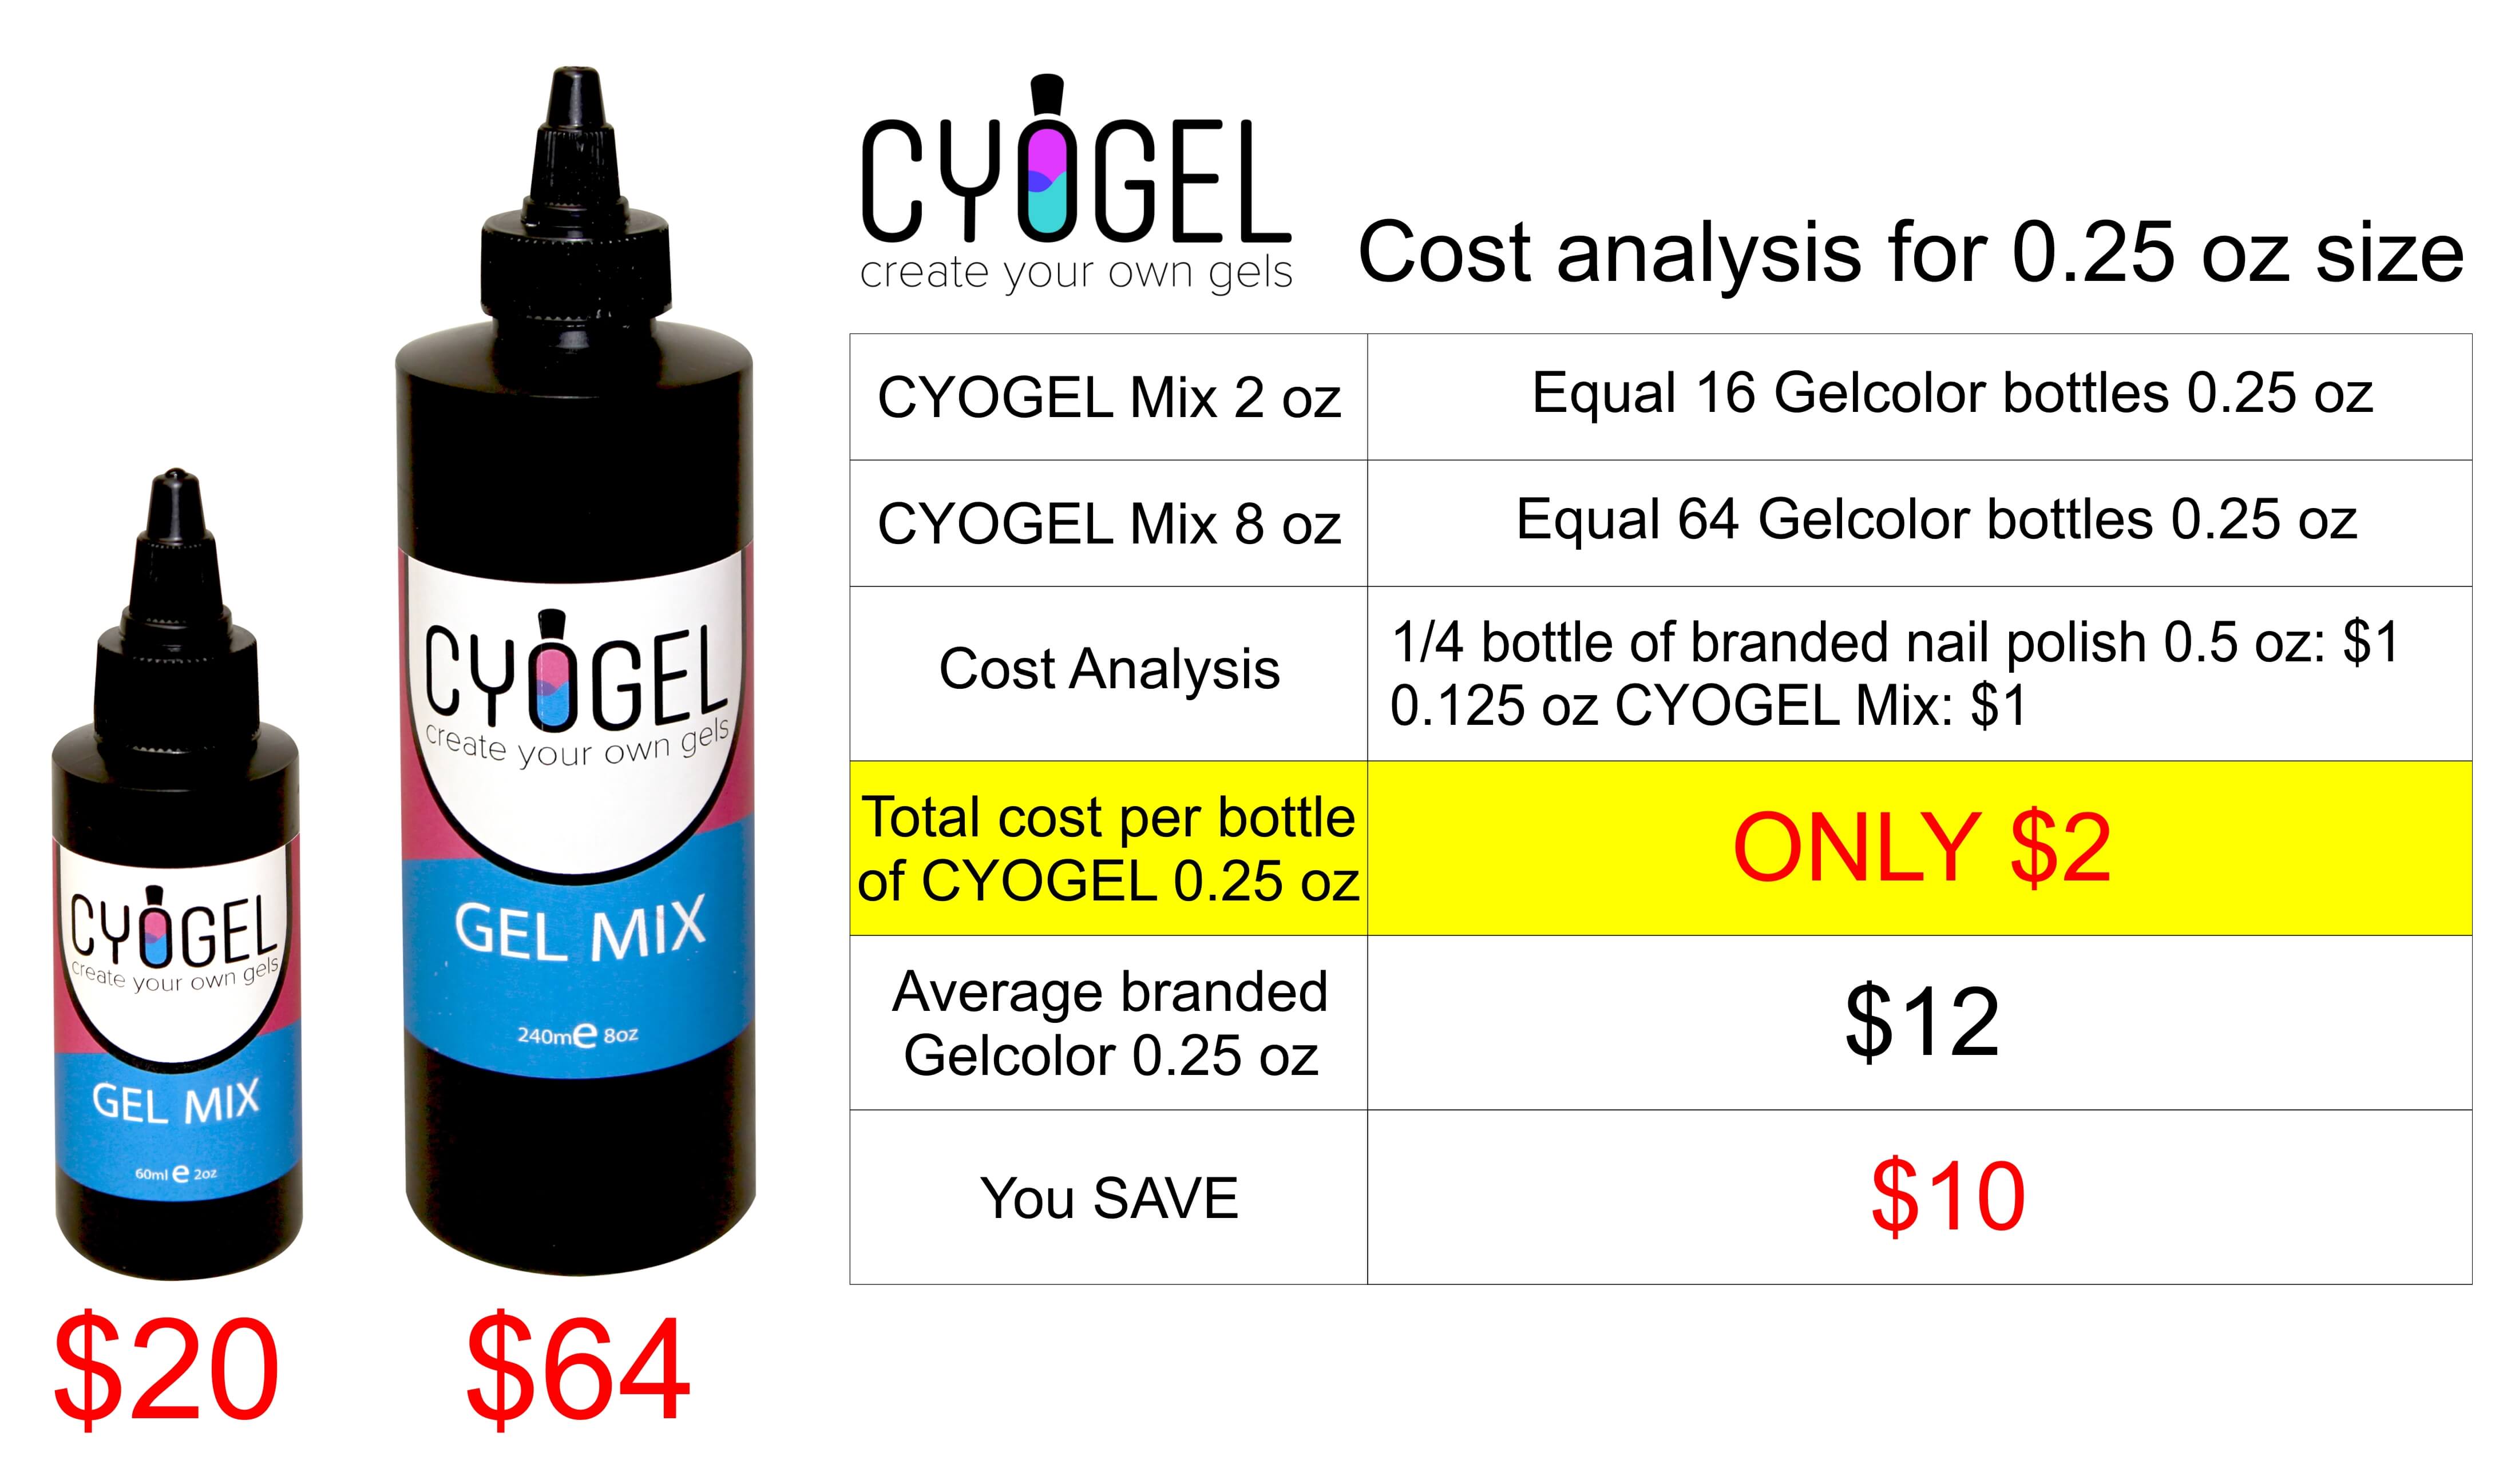 CYOGEL
create your own gels
Cost analysis for 0.25 oz size
CYOGEL Mix 2 oz
Equal 16 Gelcolor bottles 0.25 oz
CYOGEL Mix 8 oz
Equal 64 Gelcolor bottles 0.25 oz
Cost Analysis
1/4 bottle of branded nail polish 0.5 oz: $1
0.125 oz CYOGEL Mix: $1
Total cost per bottle
of CYOGEL 0.25 oz
ONLY $2
Average branded
Gelcolor 0.25 oz
$12
You SAVE
$10
CYOGEL
create your own gels
GEL MIX
60ml e 2oz
$20
CYOGEL
create your own gels
GEL MIX
240me 8oz
$64